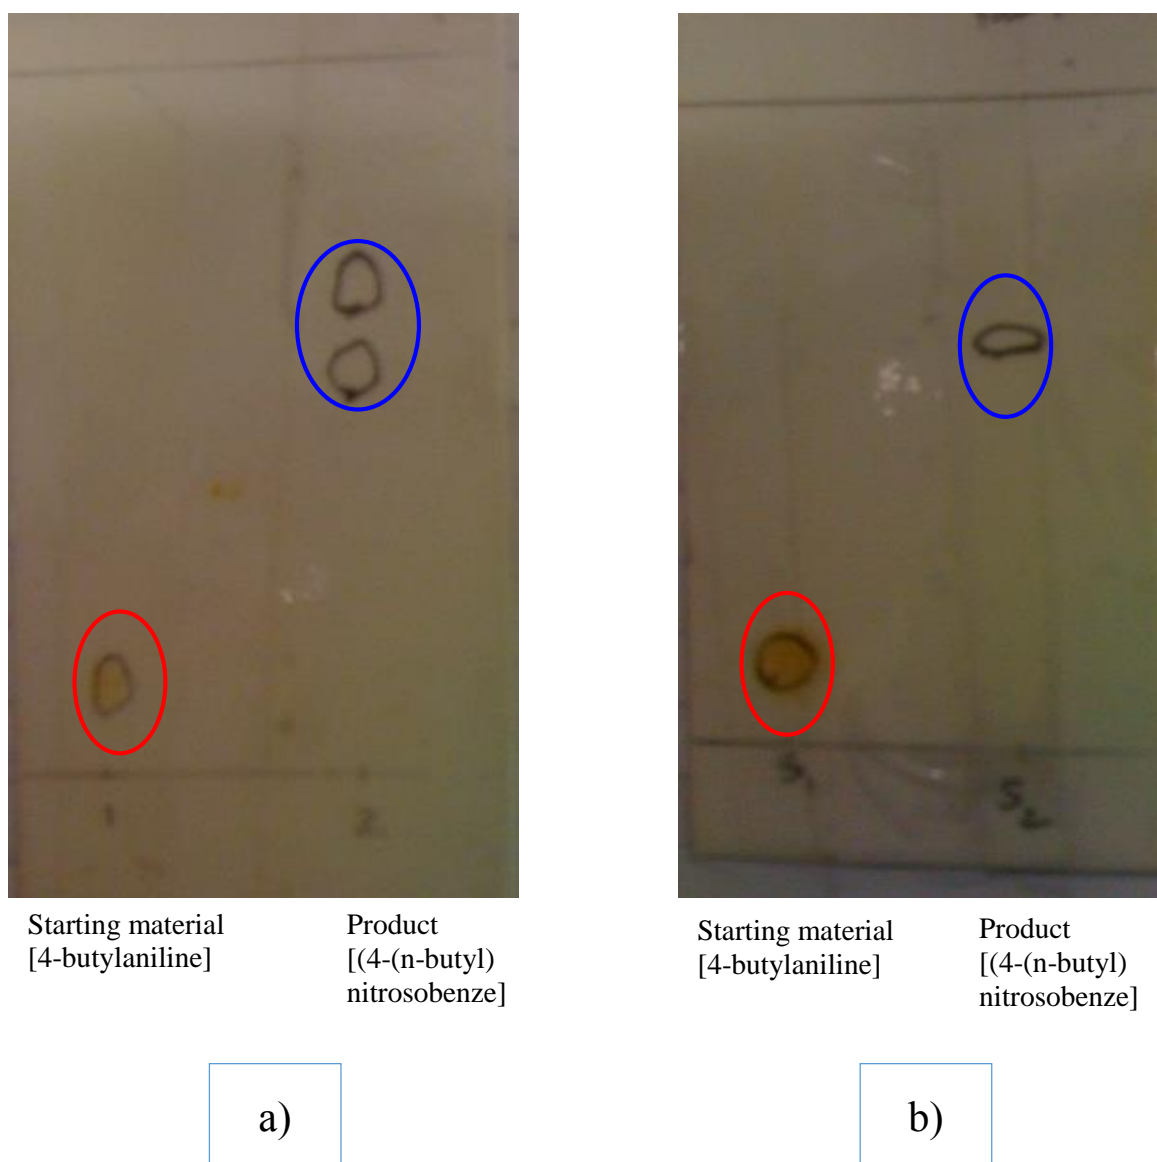 1
2
S1
S2
Starting material
[4-butylaniline]
Product
[(4-(n-butyl)
nitrosobenze]
Starting material
[4-butylaniline]
Product
[(4-(n-butyl)
nitrosobenze]
a)
b)